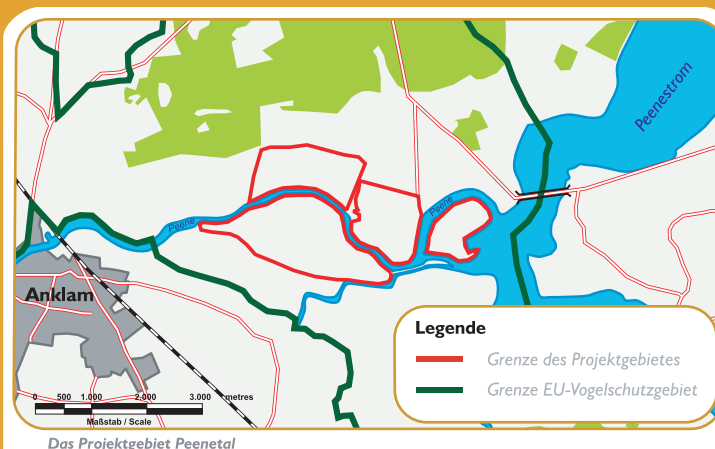 Peenestrom
Peene
Peene
Anklam
Legende
Grenze des Projektgebietes
Grenze EU-Vogelschutzgebiet
0 500 1.000 2.000 3.000 metres
Maßstab / Scale
Das Projektgebiet Peenetal